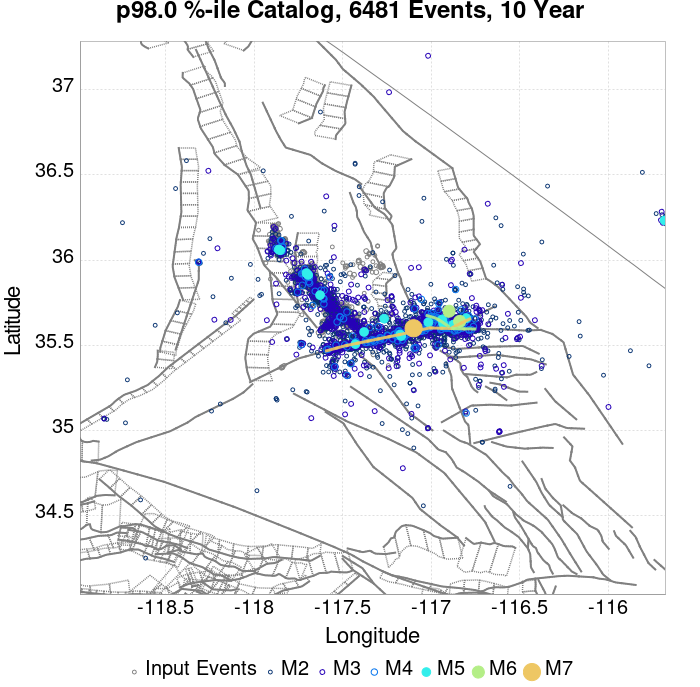 p98.0 %-ile Catalog, 6481 Events, 10 Year
37
36.5
36
35.5
35
34.5
Latitude
-118.5 -118 -117.5 -117 -116.5 -116
Longitude
Input Events M2 M3 M4 M5 M6 M7